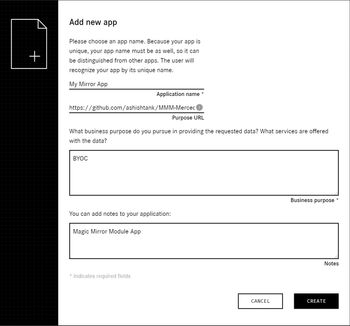 Add new app
Please choose an app name. Because your app is
unique, your app name must be as well, so it can
be distinguished from other apps. The user will
recognize your app by its unique name.
My Mirror App
Application name *
https://github.com/ashishtank/MMM-Merced
Purpose URL
What business purpose do you pursue in providing the requested data? What services are offered
with the data?
BYOC
Business purpose *
You can add notes to your application:
Magic Mirror Module App
Notes
* Indicates required fields
CANCEL
CREATE